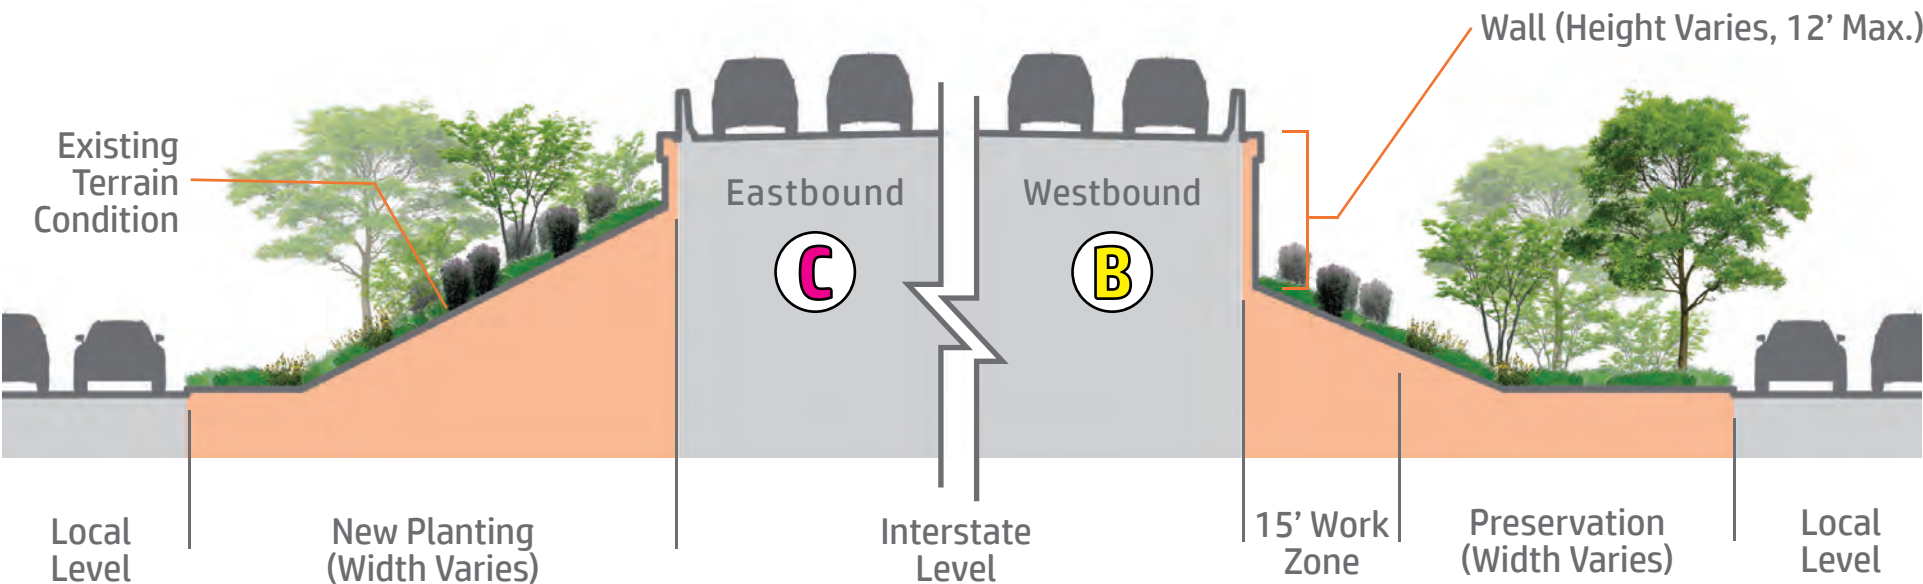 Wall (Height Varies, 12’ Max.)
Existing
Terrain
Condition
Eastbound
Westbound
C
B
Local
Level
New Planting
(Width Varies)
Interstate
Level
15’ Work
Zone
Preservation
(Width Varies)
Local
Level